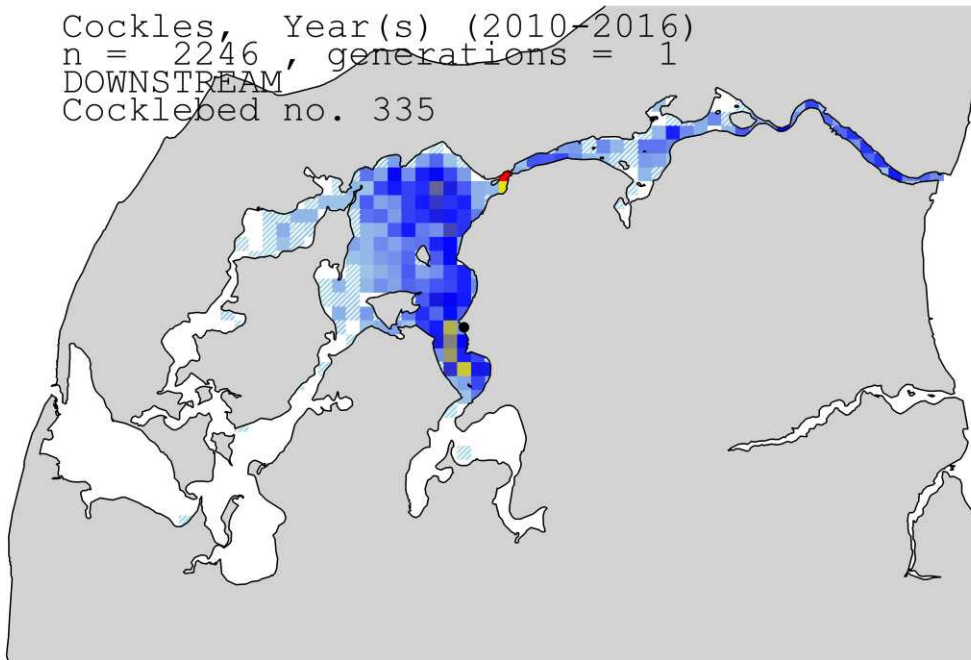 Cockles, Year(s) (2010-2016)
n = 2246 , generations = 1
DOWNSTREAM
Cocklebed no. 335